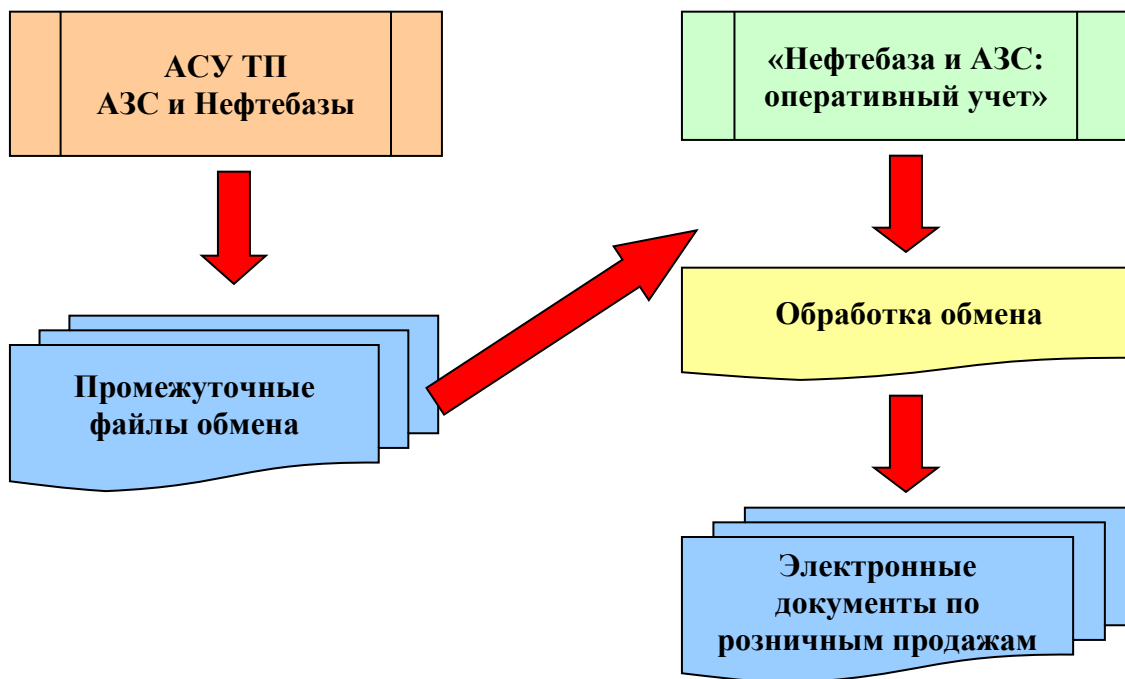 АСУ ТП
АЗС и Нефтебазы
«Нефтебаза и АЗС:
оперативный учет»
Промежуточные
файлы обмена
Обработка обмена
Электронные
документы по
розничным продажам